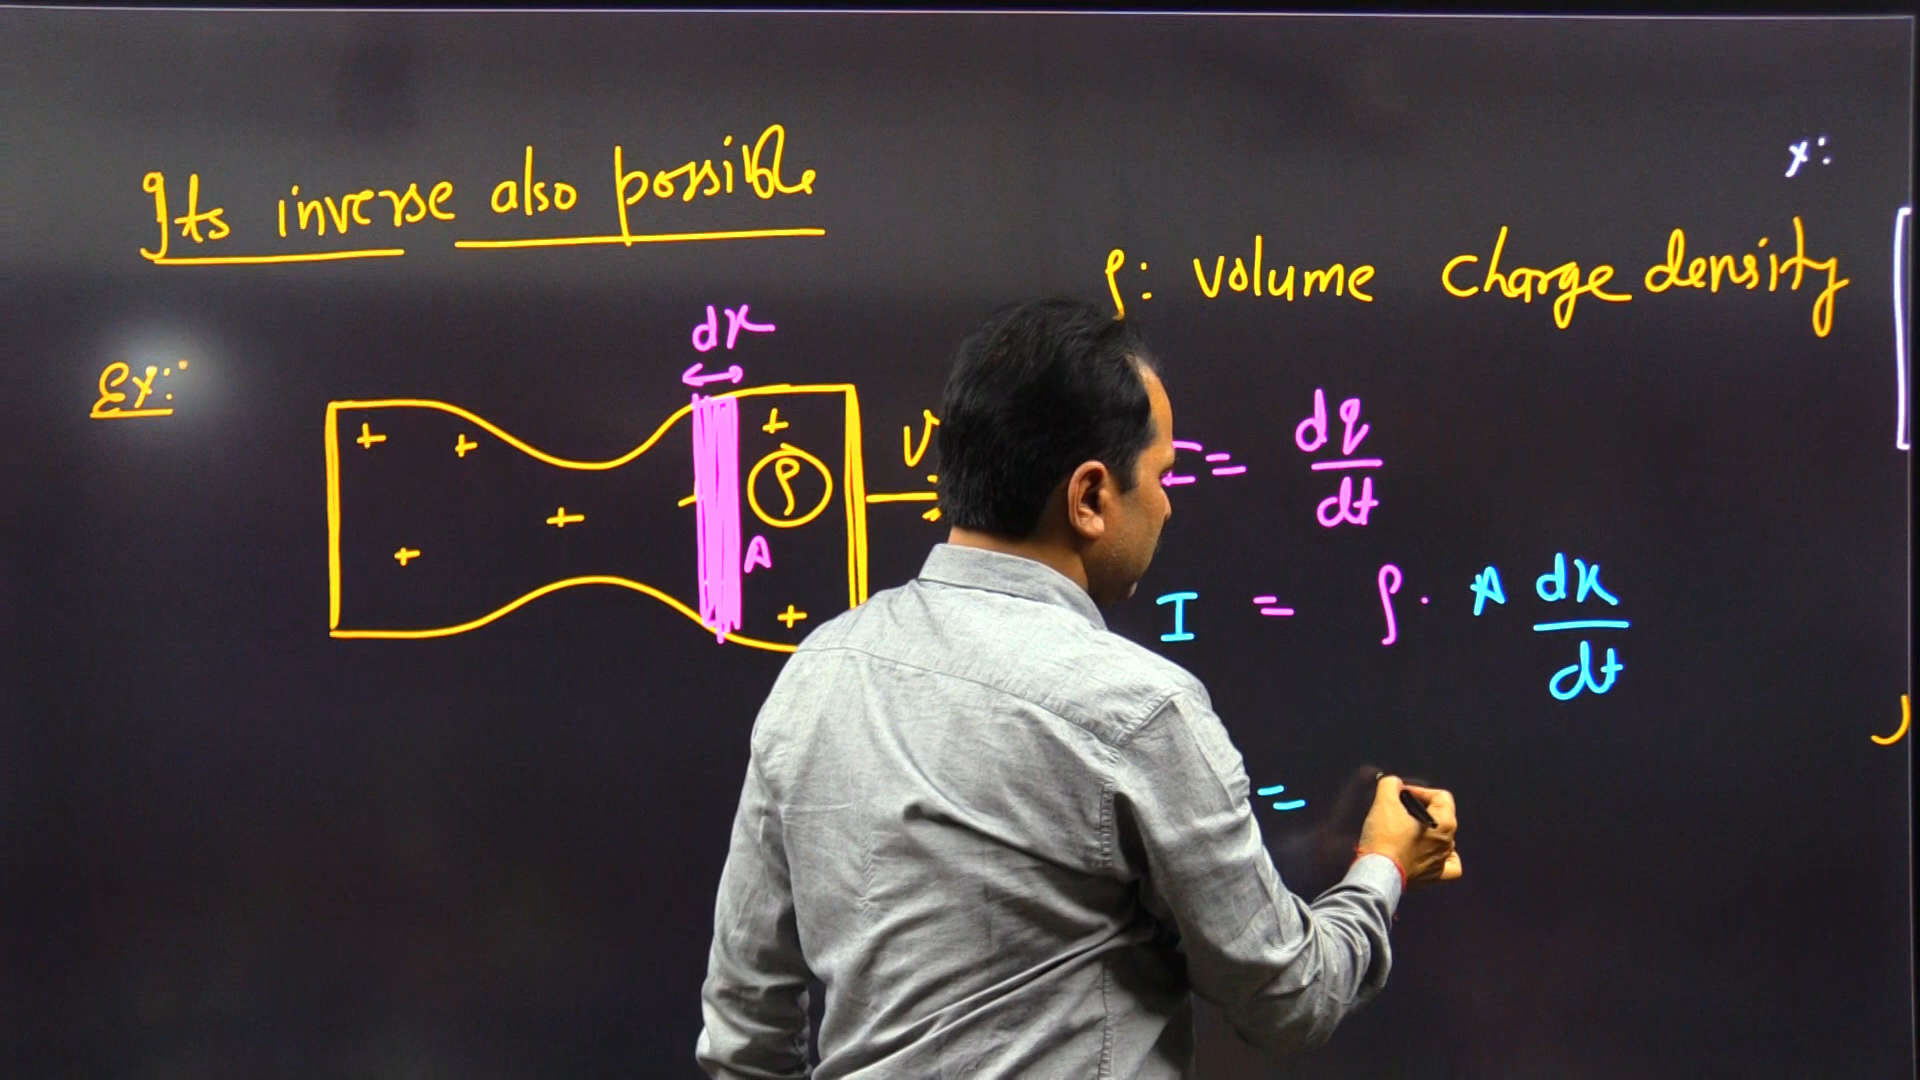 Its inverse also possible
x:
ρ: volume charge density
dx
Ex:
+ + + ρ + + +
A
V
I = dq/dt
I = ρ. A dx/dt
=